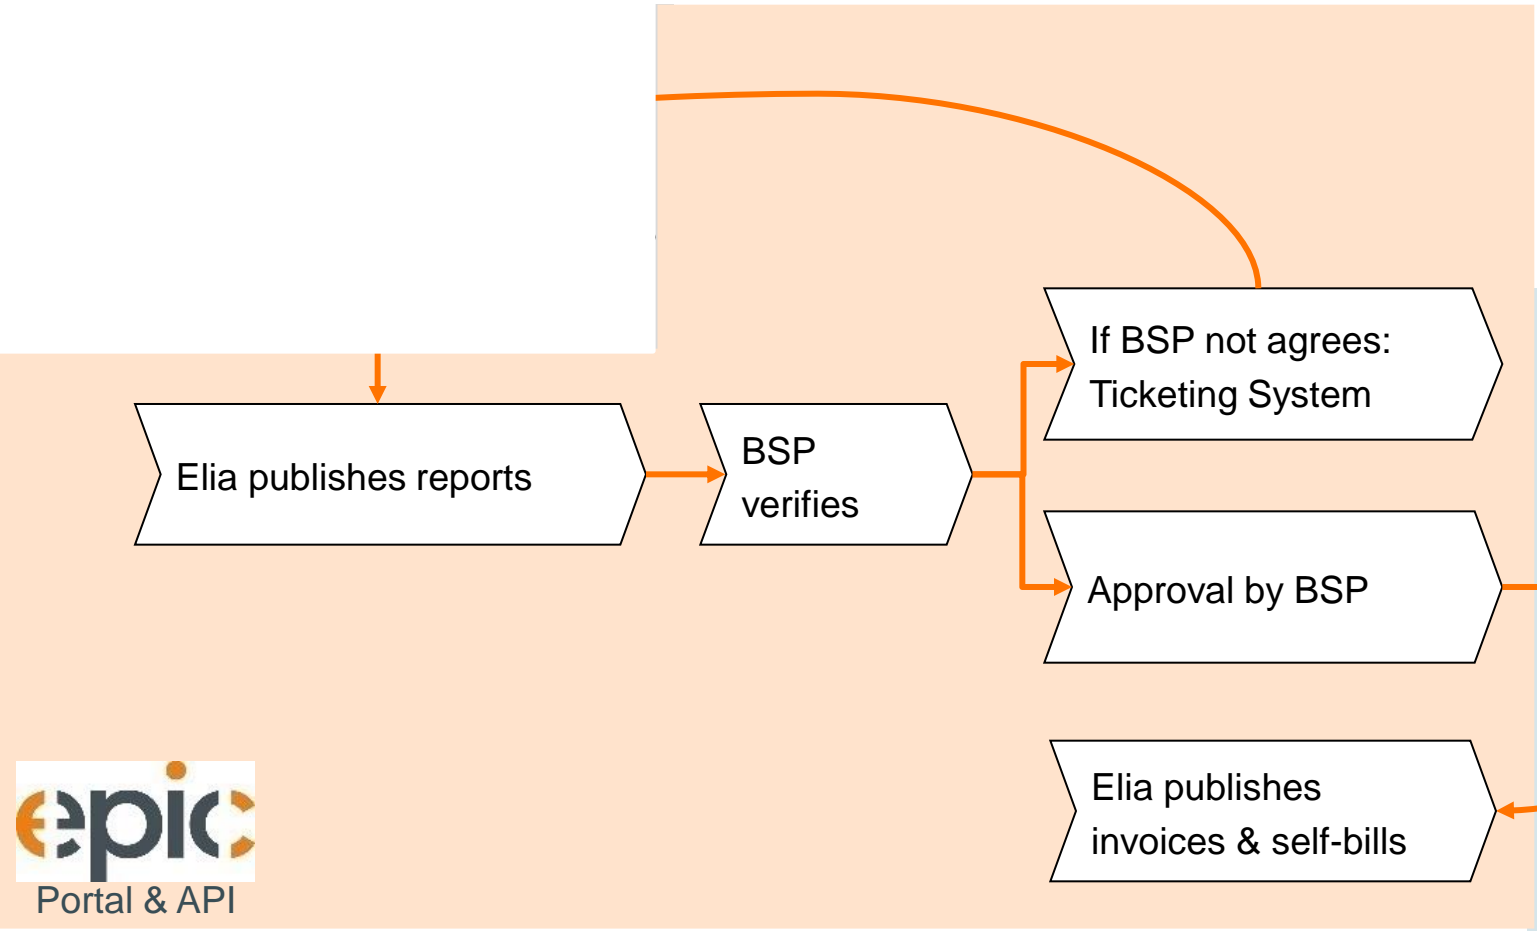 If BSP not agrees:
Ticketing System
BSP
verifies
Elia publishes reports
Approval by BSP
Elia publishes
invoices & self-bills
epic
Portal & API